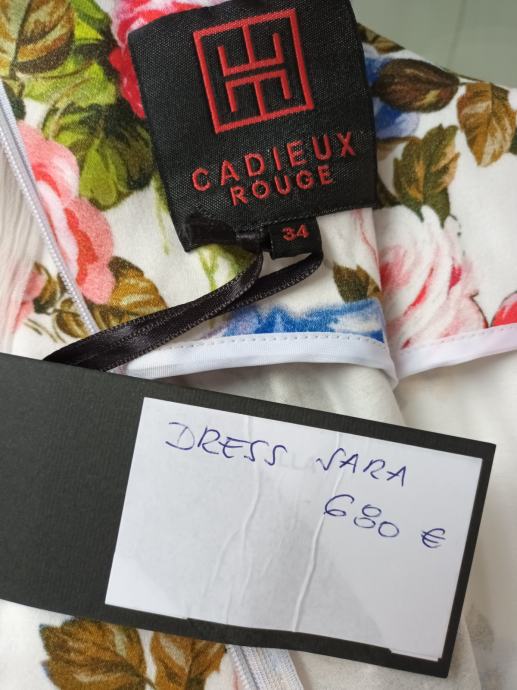 CADIEUX
ROUGE
34
DRESS SARA
680 €